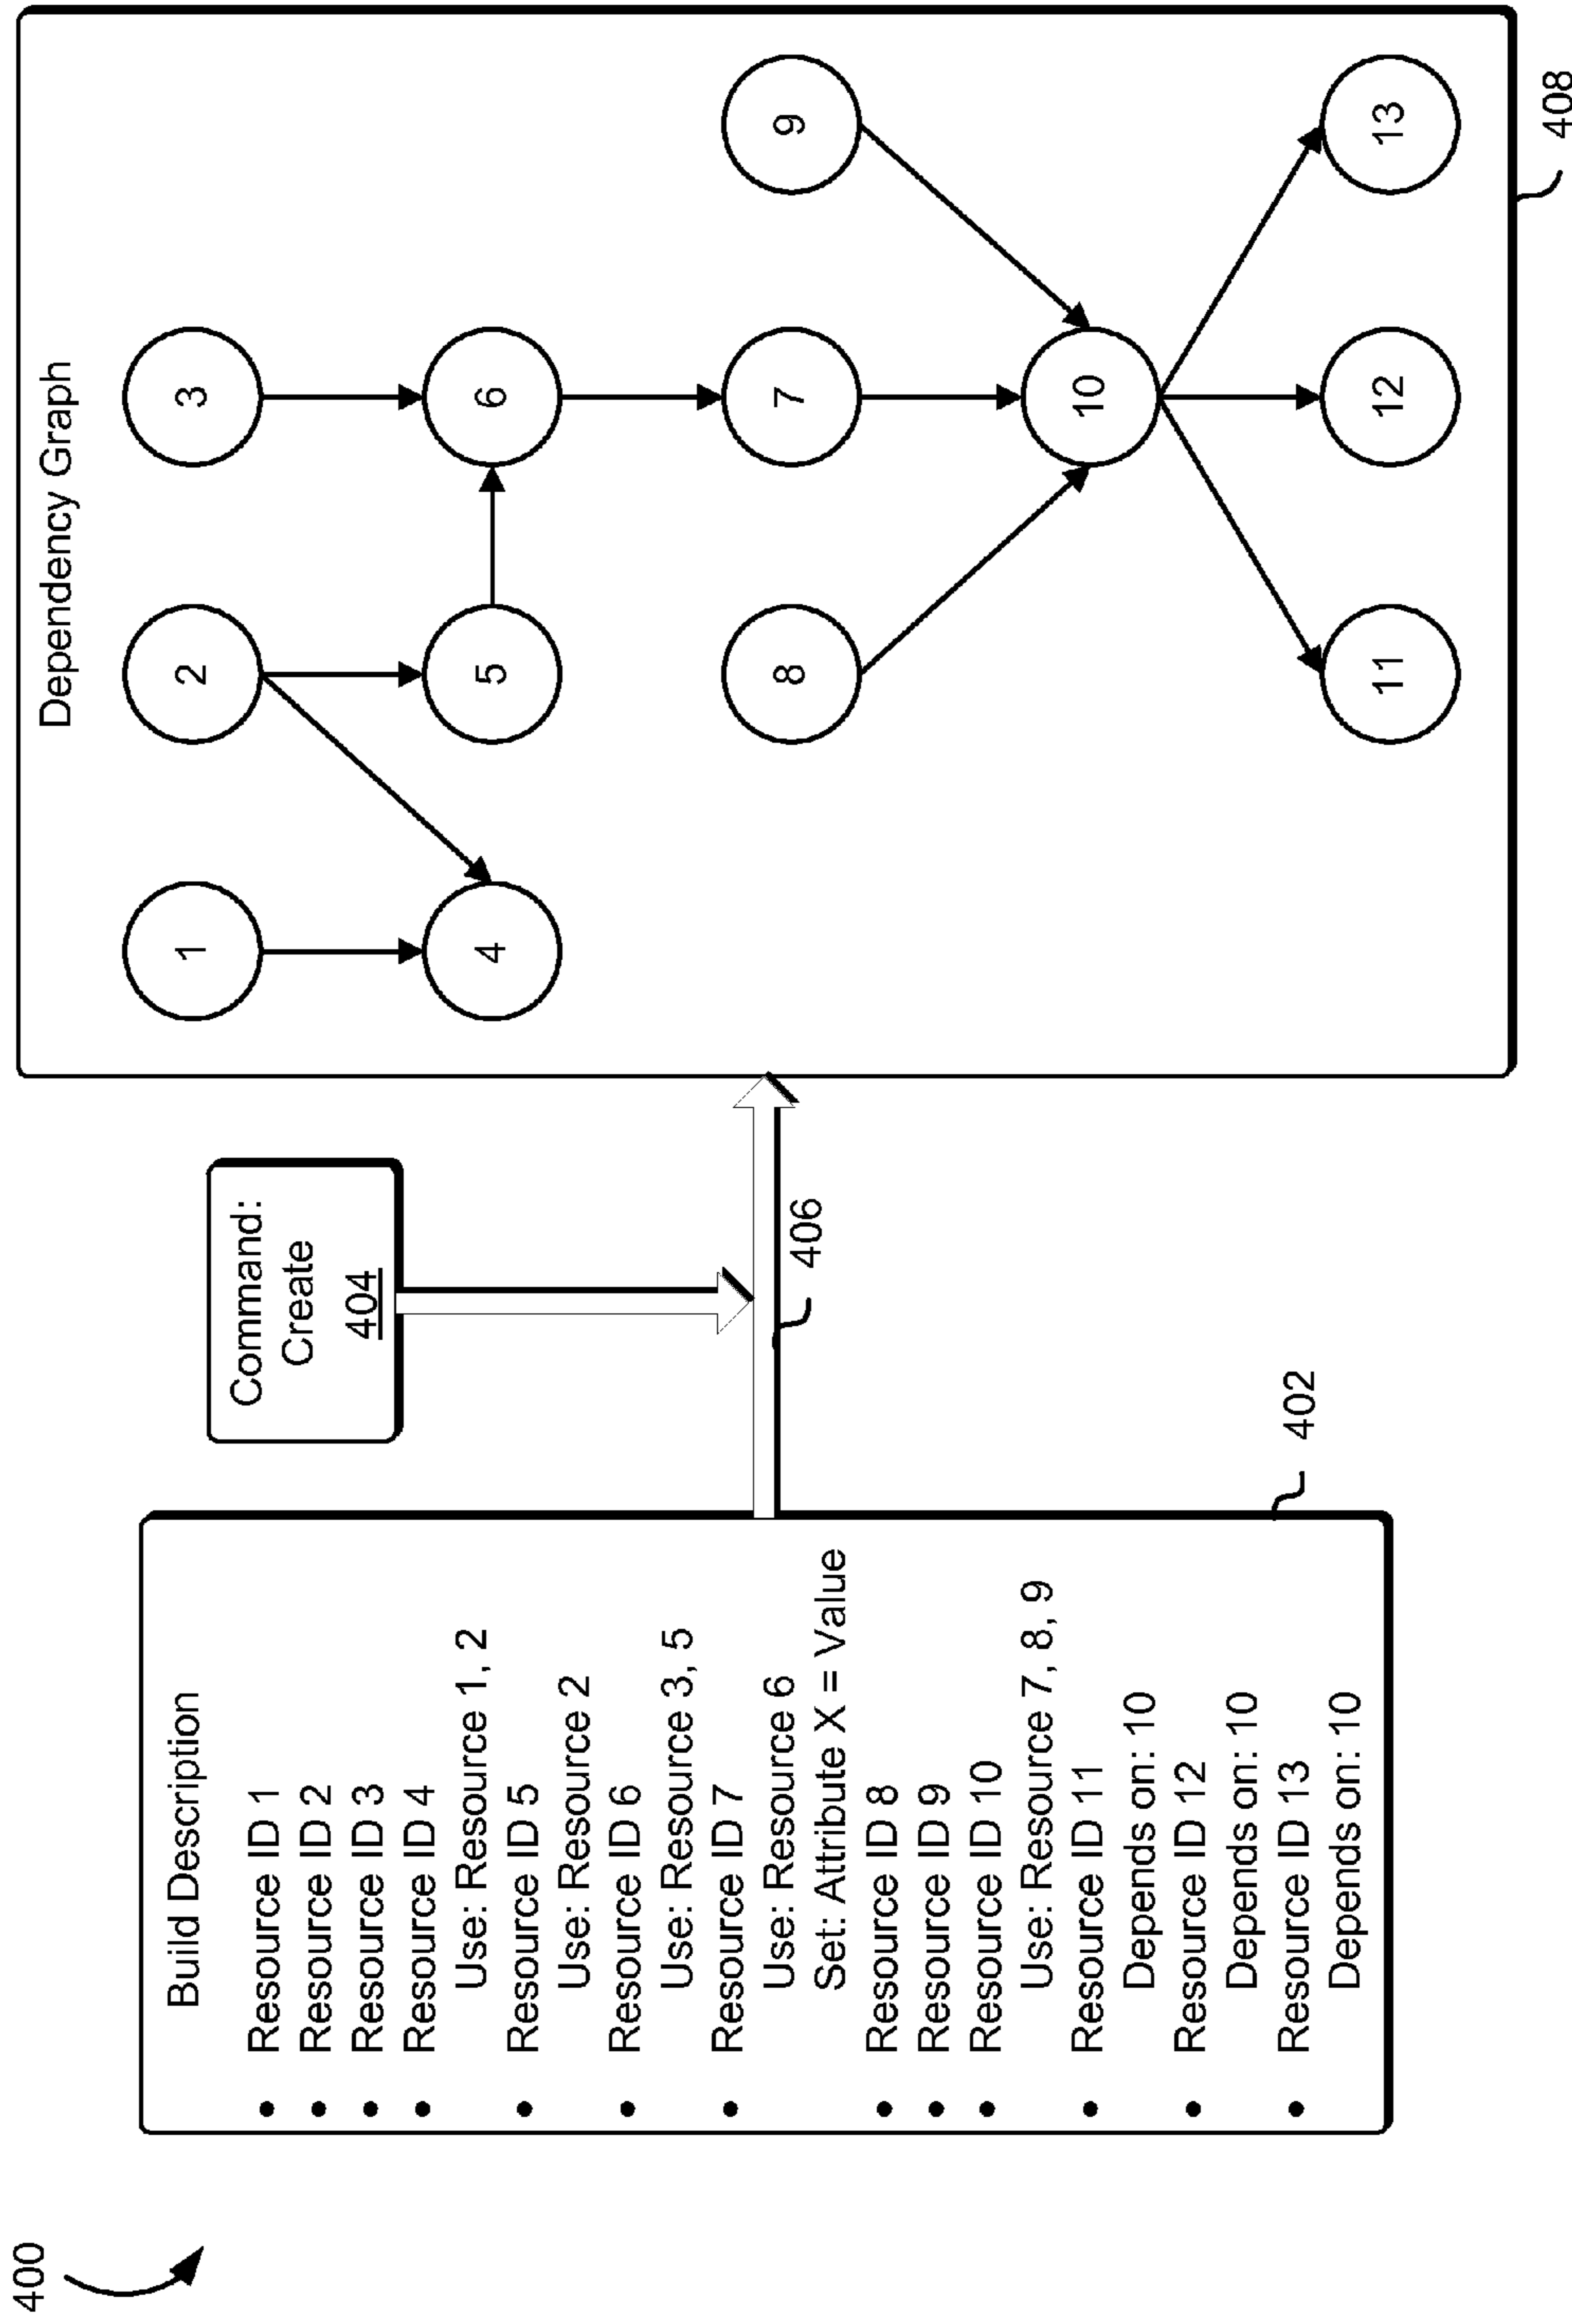 400
Build Description
• Resource ID 1
• Resource ID 2
• Resource ID 3
• Resource ID 4
Use: Resource 1, 2
• Resource ID 5
Use: Resource 2
• Resource ID 6
Use: Resource 3, 5
• Resource ID 7
Use: Resource 6
Set: Attribute X = Value
• Resource ID 8
• Resource ID 9
• Resource ID 10
Use: Resource 7, 8, 9
• Resource ID 11
Depends on: 10
• Resource ID 12
Depends on: 10
• Resource ID 13
Depends on: 10
402
Command:
Create
404
406
Dependency Graph
1
2
3
4
5
6
8
7
9
10
11
12
13
408